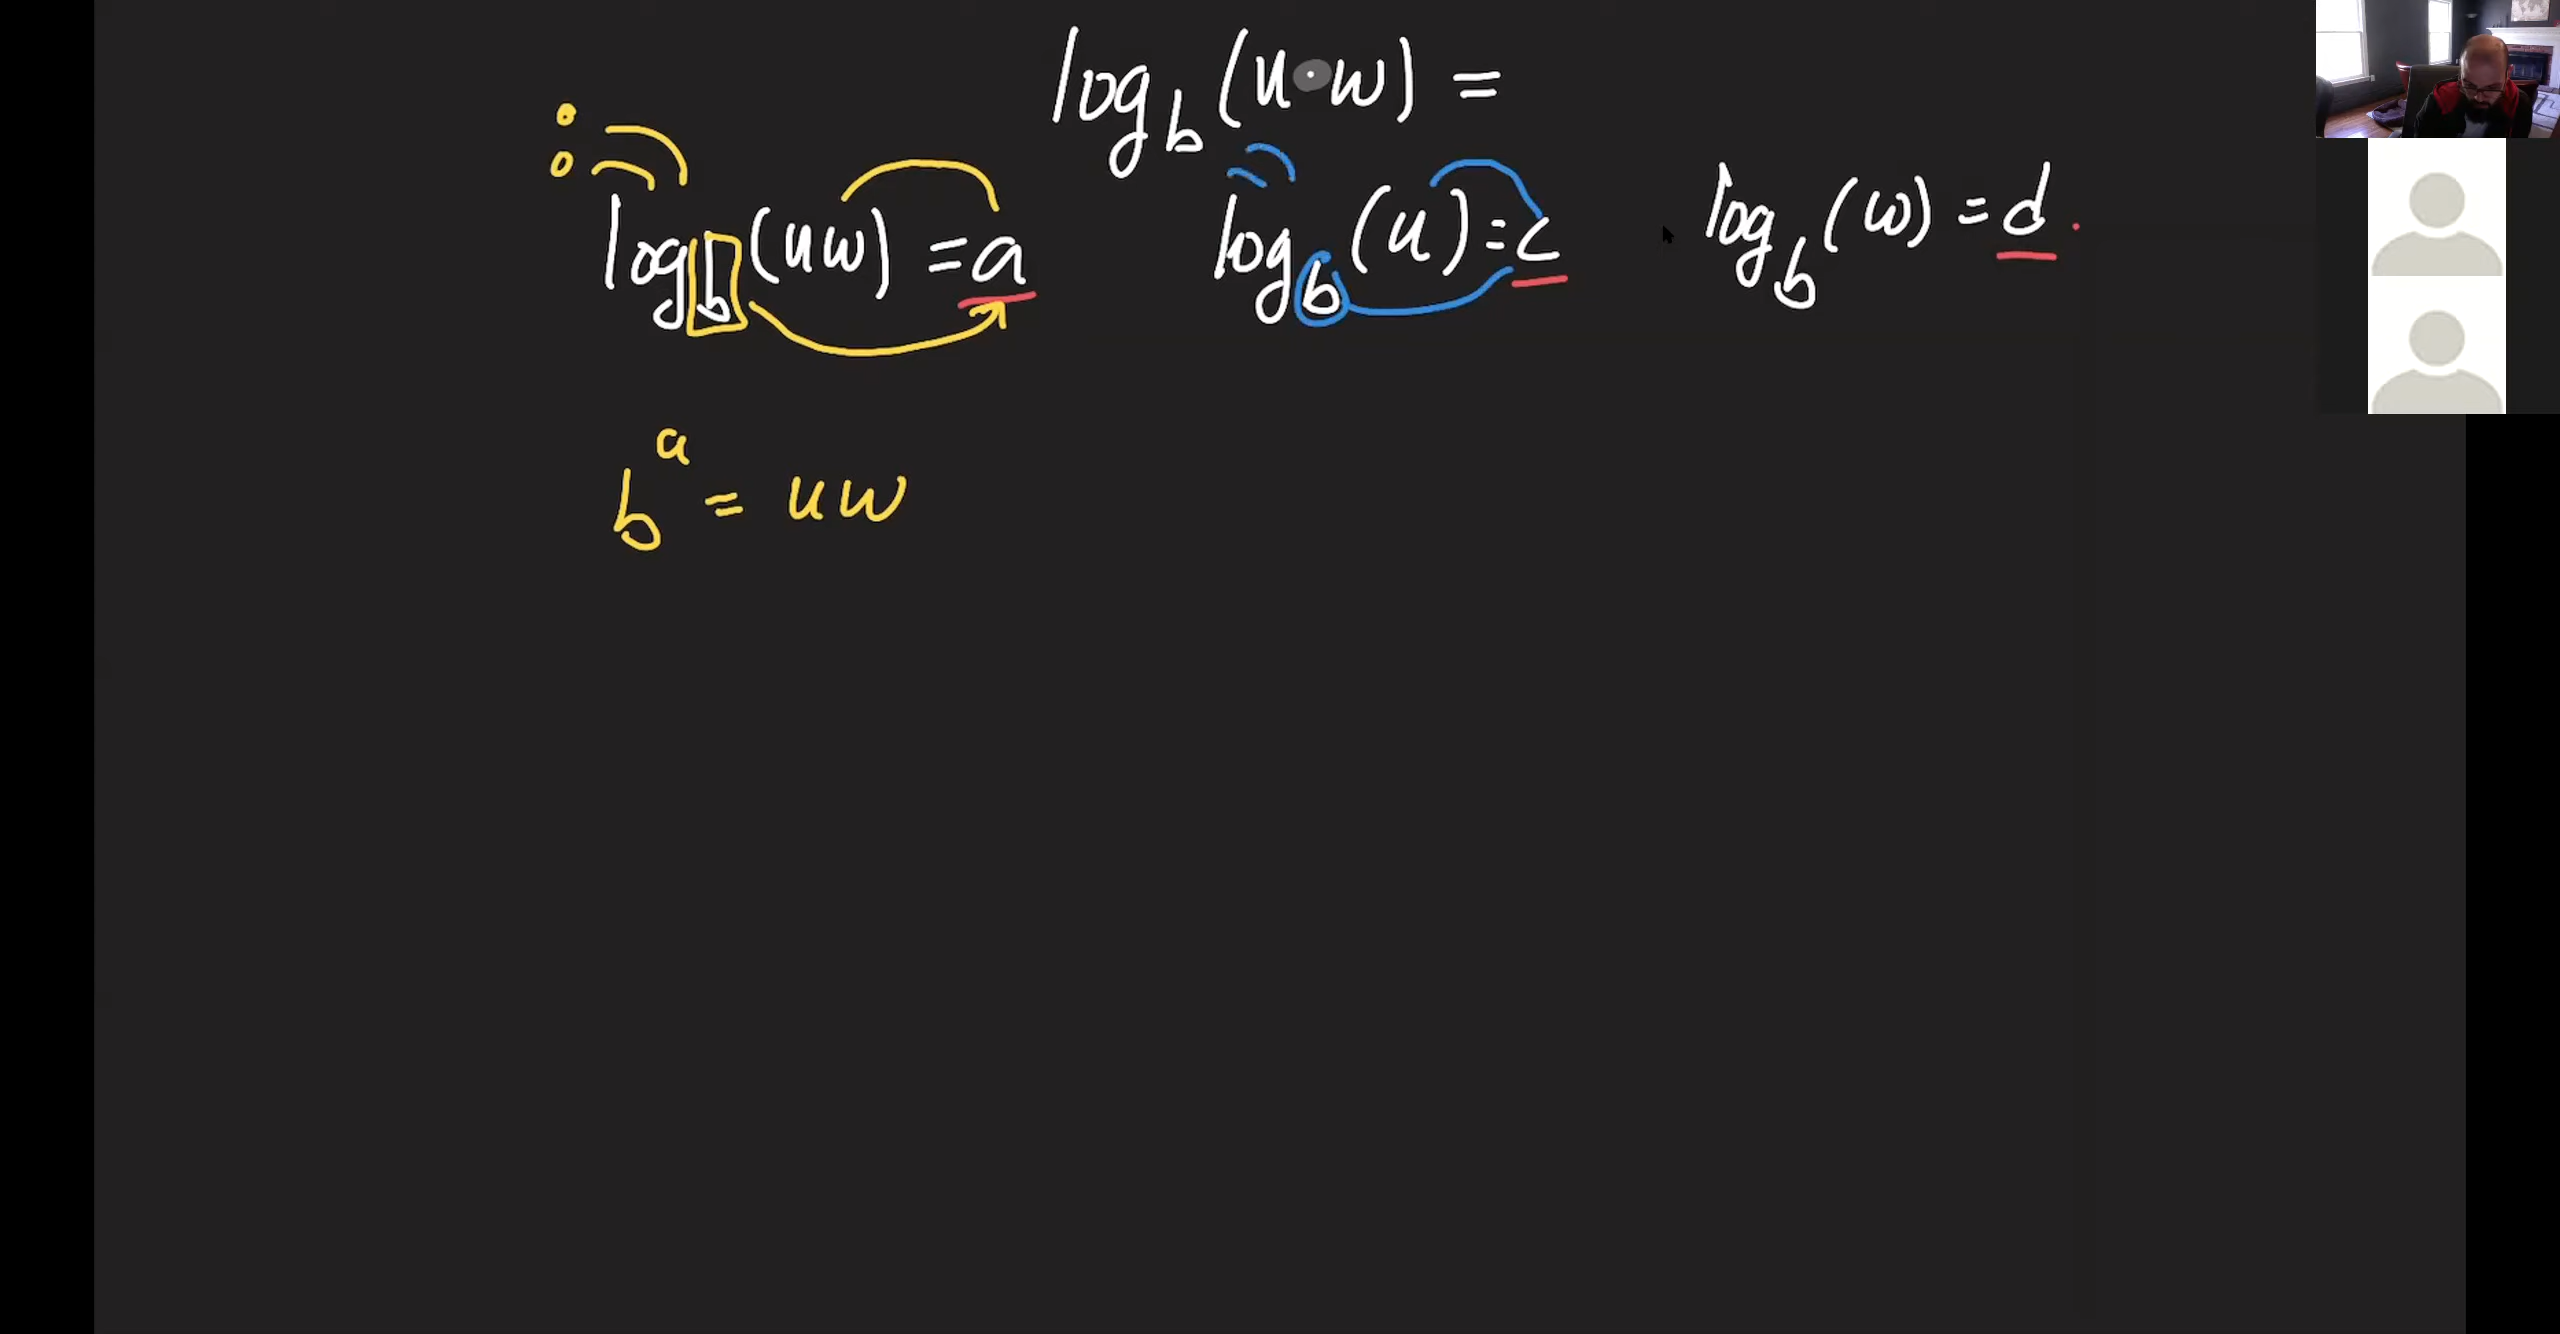 log_b (u·w) =
log_b (uw) = a
log_b (u) = c
log_b (w) = d
b^a = uw